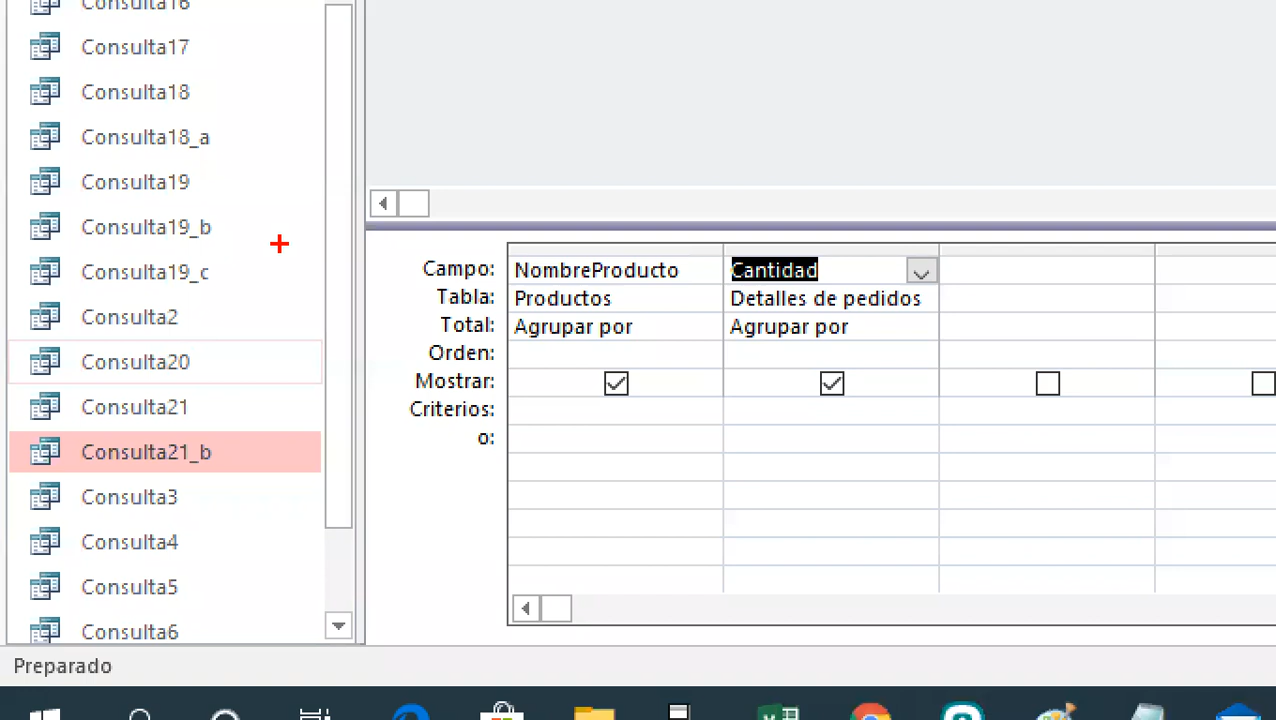 Consulta16
Consulta17
Consulta18
Consulta18_a
Consulta19
Consulta19_b
Consulta19_c
Consulta2
Consulta20
Consulta21
Consulta21_b
Consulta3
Consulta4
Consulta5
Consulta6
Campo: NombreProducto Cantidad
Tabla: Productos Detalles de pedidos
Total: Agrupar por Agrupar por
Orden:
Mostrar:
Criterios:
o:
Preparado